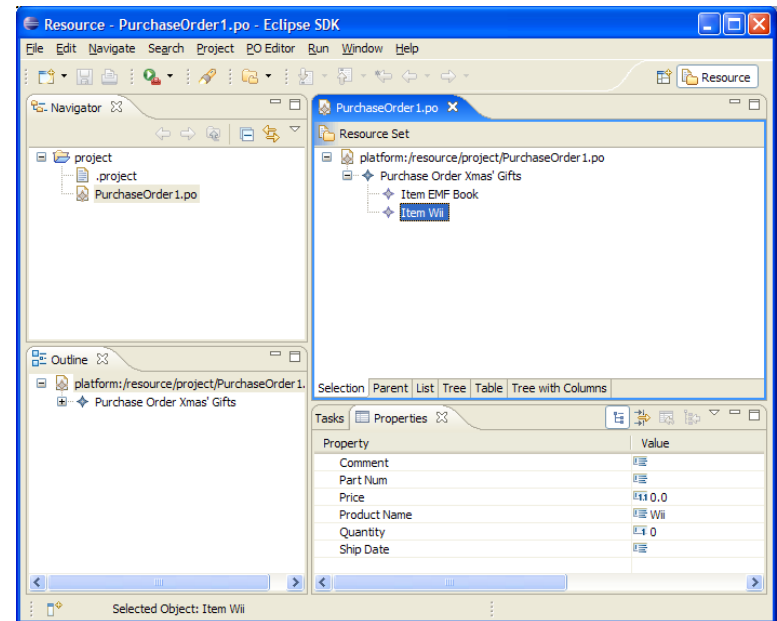 Resource - PurchaseOrder1.po - Eclipse SDK
File Edit Navigate Search Project PO Editor Run Window Help
Resource
Navigator
project
.project
PurchaseOrder1.po
PurchaseOrder1.po
Resource Set
platform:/resource/project/PurchaseOrder1.po
Purchase Order Xmas' Gifts
Item EMF Book
Item Wii
Selection Parent List Tree Table Tree with Columns
Outline
platform:/resource/project/PurchaseOrder1.
Purchase Order Xmas' Gifts
Tasks Properties
Property Value
Comment
Part Num
Price 0.0
Product Name Wii
Quantity 0
Ship Date
Selected Object: Item Wii